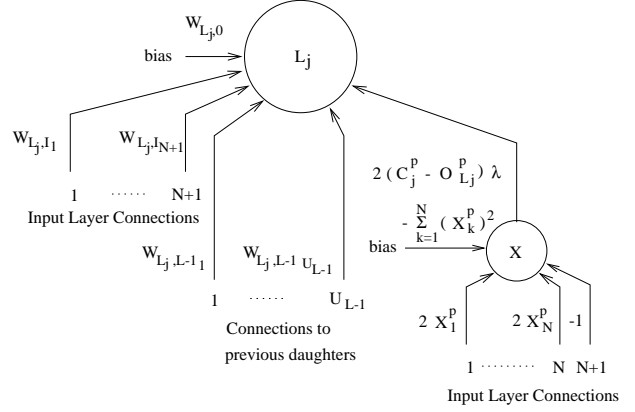 W_{L_j,0}
bias
L_j
W_{L_j,I_1}
W_{L_j,I_{N+1}}
1 ...... N+1
Input Layer Connections
2 ( C_j^p - O_{L_j}^p ) λ
- Σ_{k=1}^{N} ( X_k^p )^2
bias
X
W_{L_j,L-1_1}
W_{L_j,L-1_{U_{L-1}}}
1 ...... U_{L-1}
Connections to
previous daughters
2 X_1^p
2 X_N^p
-1
1 ......... N N+1
Input Layer Connections